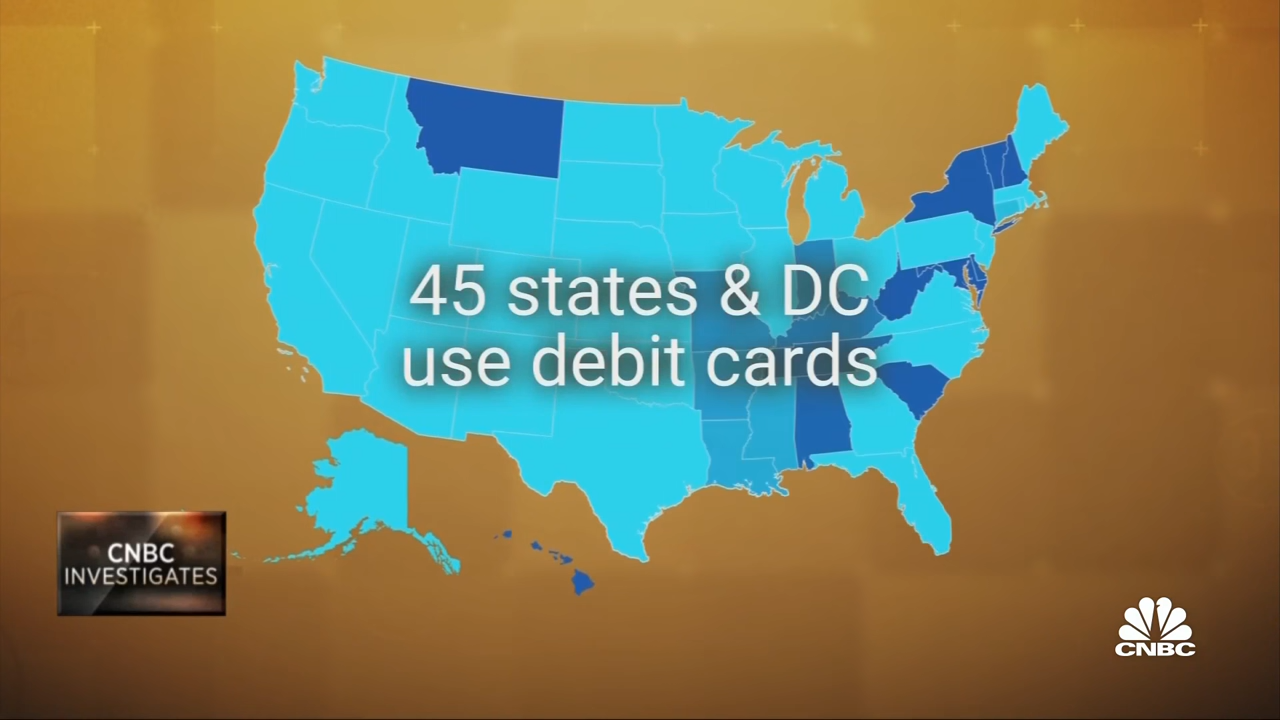 45 states & DC
use debit cards
CNBC
INVESTIGATES
CNBC